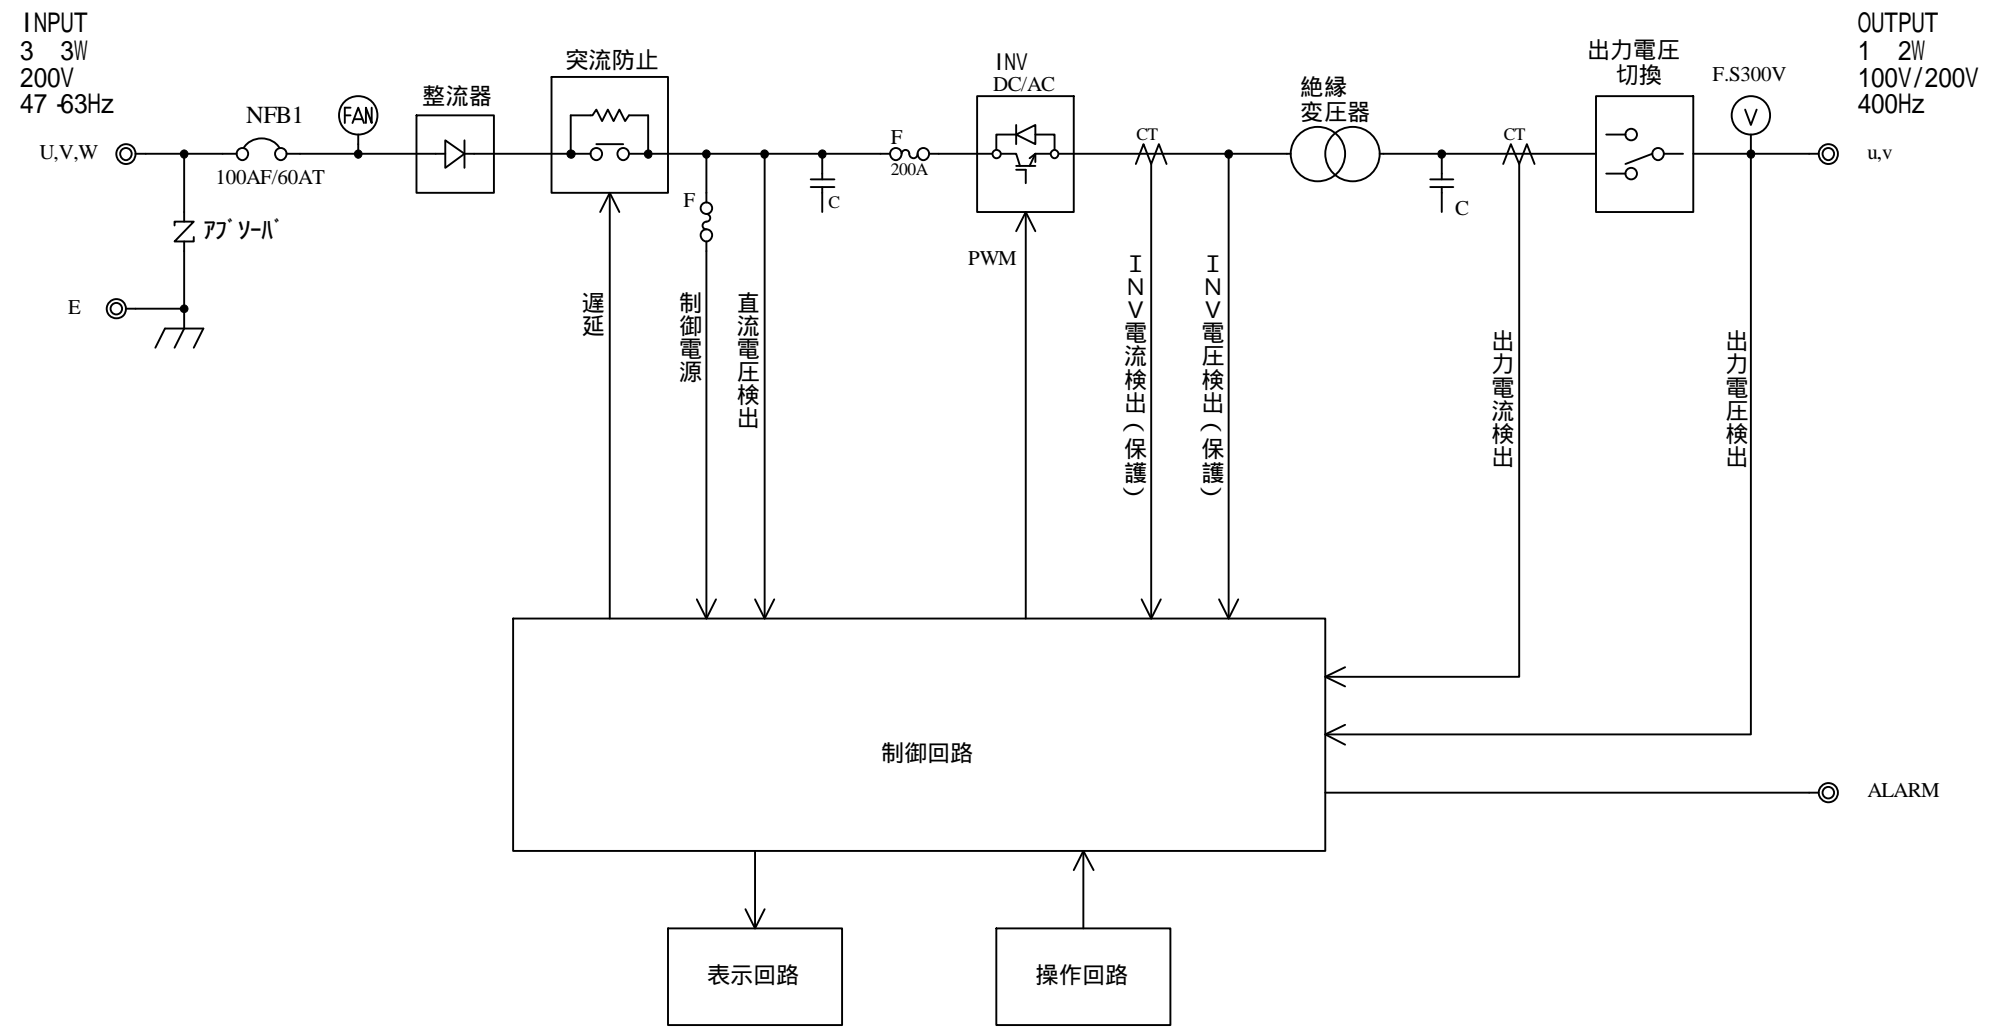 INPUT
3 3W
200V
47-63Hz
U,V,W
NFB1
100AF/60AT
FAN
アブソーバ
E
整流器
突流防止
F
C
F
200A
INV
DC/AC
PWM
CT
絶縁
変圧器
C
CT
出力電圧
切換
F.S300V
V
OUTPUT
1 2W
100V/200V
400Hz
u,v
遅延
制御電源
直流電圧検出
INV電流検出(保護)
INV電圧検出(保護)
出力電流検出
出力電圧検出
制御回路
ALARM
表示回路
操作回路